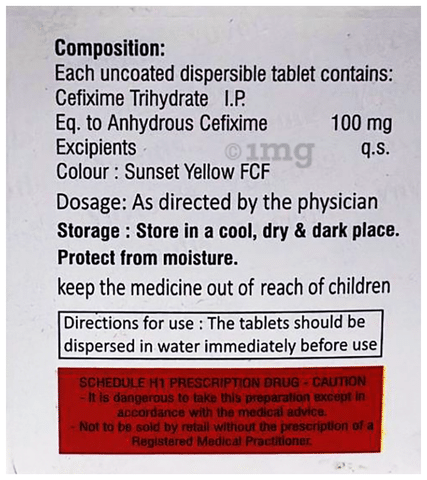 Composition:
Each uncoated dispersible tablet contains:
Cefixime Trihydrate I.P.
Eq. to Anhydrous Cefixime 100 mg
Excipients q.s.
©1mg
Colour : Sunset Yellow FCF
Dosage: As directed by the physician
Storage : Store in a cool, dry & dark place.
Protect from moisture.
keep the medicine out of reach of children
Directions for use : The tablets should be
dispersed in water immediately before use
SCHEDULE H1 PRESCRIPTION DRUG - CAUTION
- It is dangerous to take this preparation except in
accordance with the medical advice.
- Not to be sold by retail without the prescription of a
Registered Medical Practitioner.